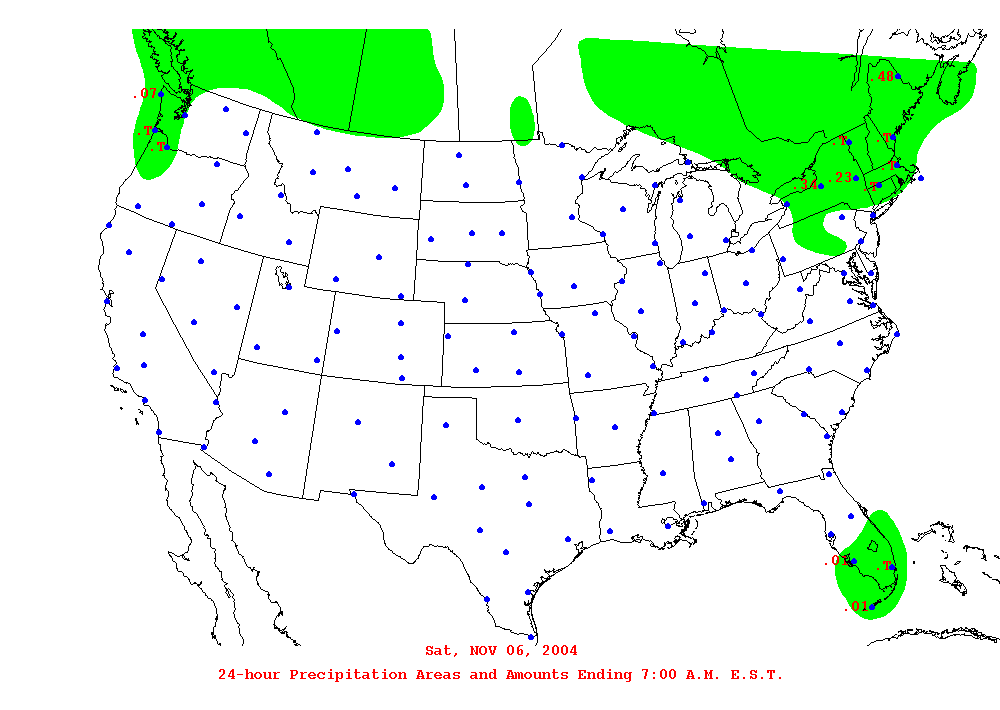 .48
.07
.T
.T
.T
.T
.T
.23
.14
.T
.01
.T
.01
Sat, NOV 06, 2004
24-hour Precipitation Areas and Amounts Ending 7:00 A.M. E.S.T.